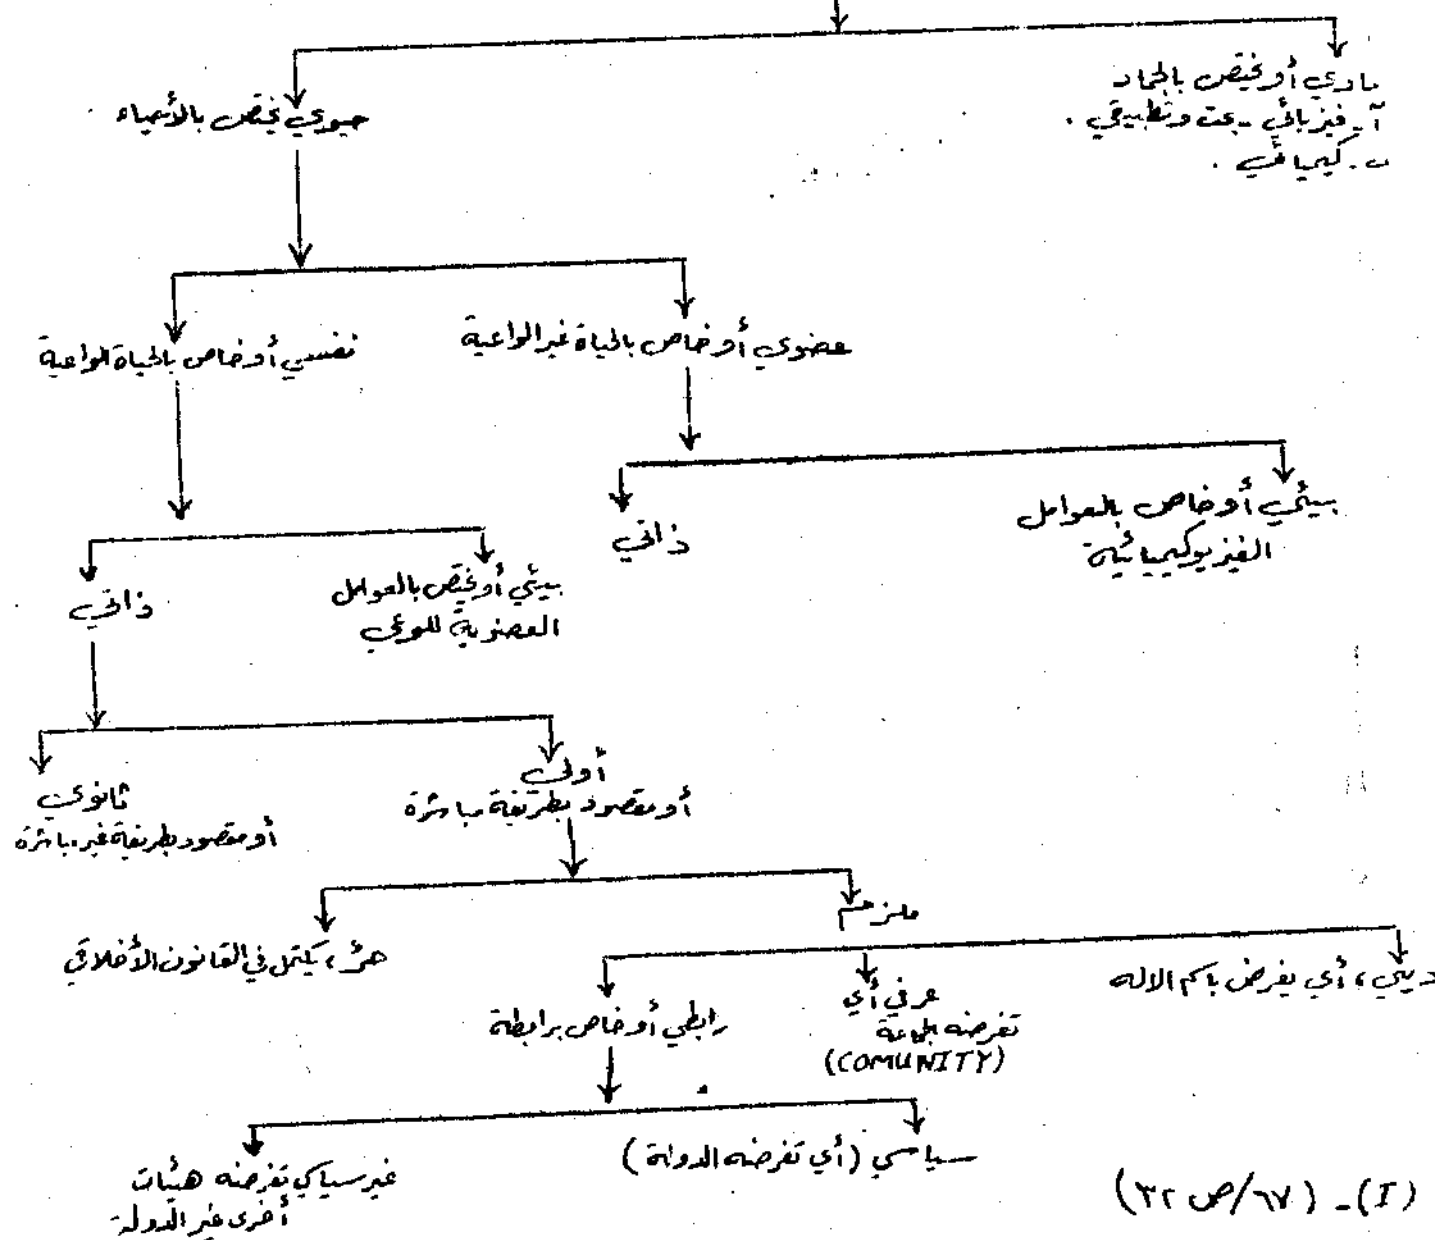 مادي أو يختص بالجماد
أ- فيزيائي - بحت وتطبيقي .
ب- كيميائي .
حيوي يختص بالأحياء
عضوي أو خاص بالحياة غير الواعية
نفسي أو خاص بالحياة الواعية
بيئي أو خاص بالعوامل
الفيزيوكيميائية
ذاتي
بيئي أو يختص بالعوامل
العضوية للوعي
ذاتي
أولي
أو مقصود بطريقة مباشرة
ثانوي
أو مقصود بطريقة غير مباشرة
ملزم
حر، يكتمل في القانون الأخلاقي
ديني، أي يفرض باسم الاله
عرفي أي
تفرضه الجماعة
(COMUNITY)
رابطي أو خاص برابطة
سياسي (أي تفرضه الدولة)
غير سياسي تفرضه هيئات
أخرى غير الدولة
(I) - (٦٧/ص ٣٢)